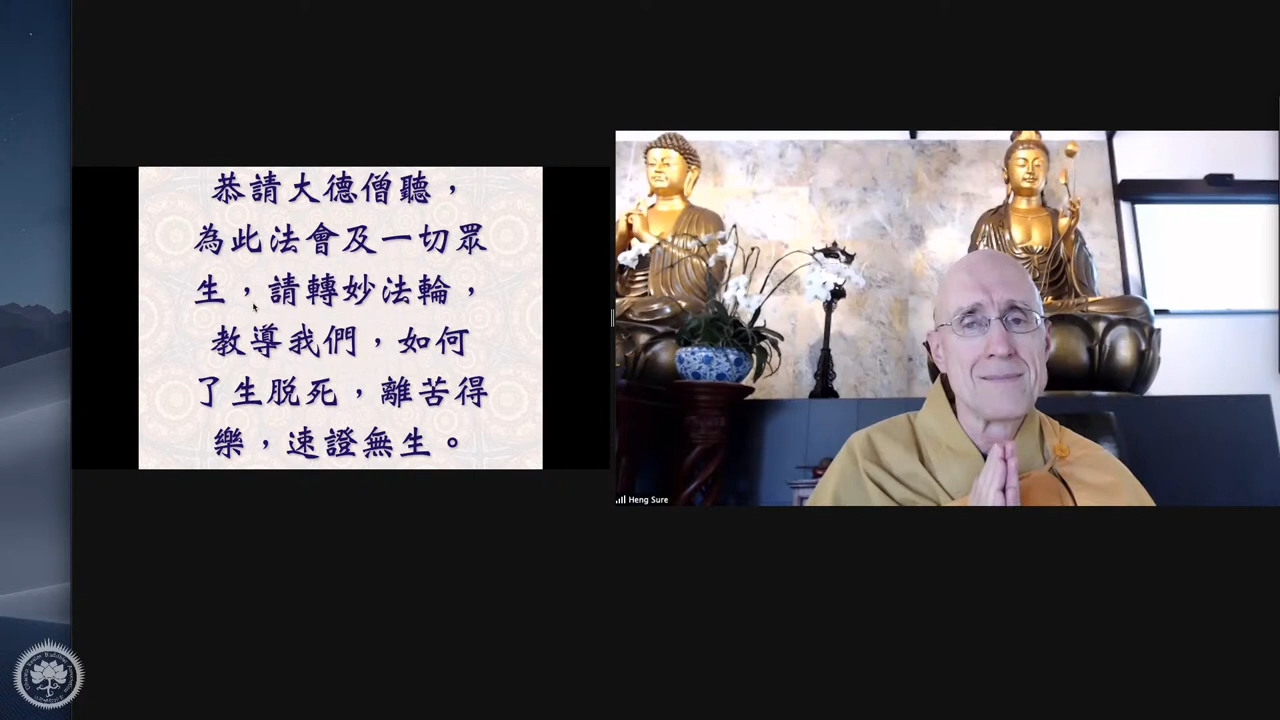 恭請大德僧聽，
為此法會及一切眾
生，請轉妙法輪，
教導我們，如何
了生脱死，離苦得
樂，速證無生。
Heng Sure